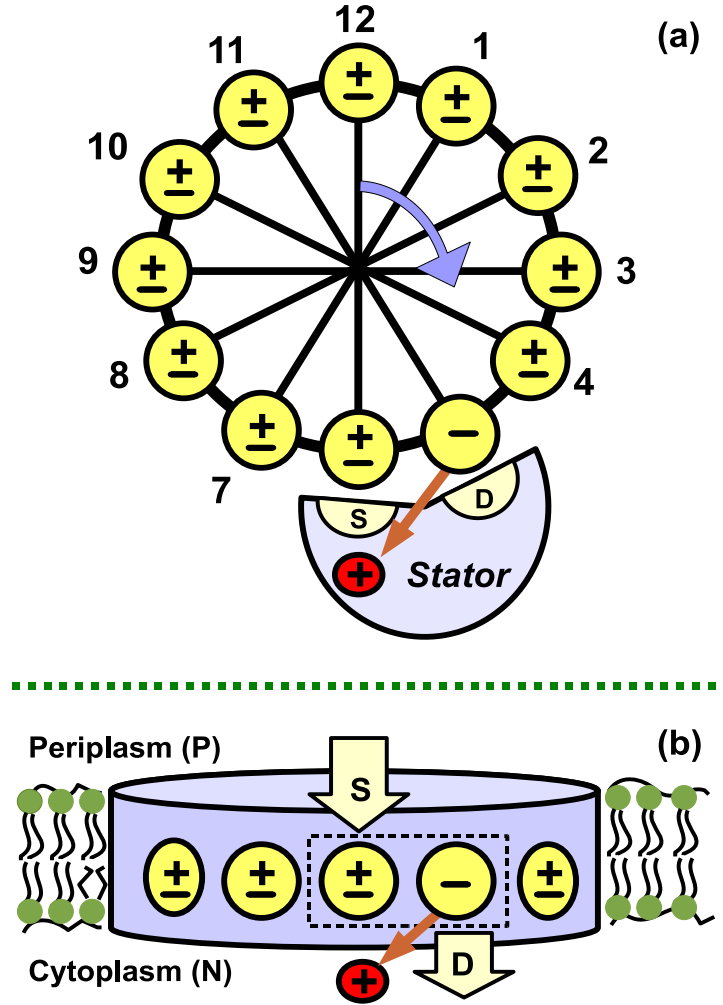 12
(a)
11
1
10
2
9
3
8
4
7
S
D
Stator
Periplasm (P)
(b)
S
Cytoplasm (N)
D